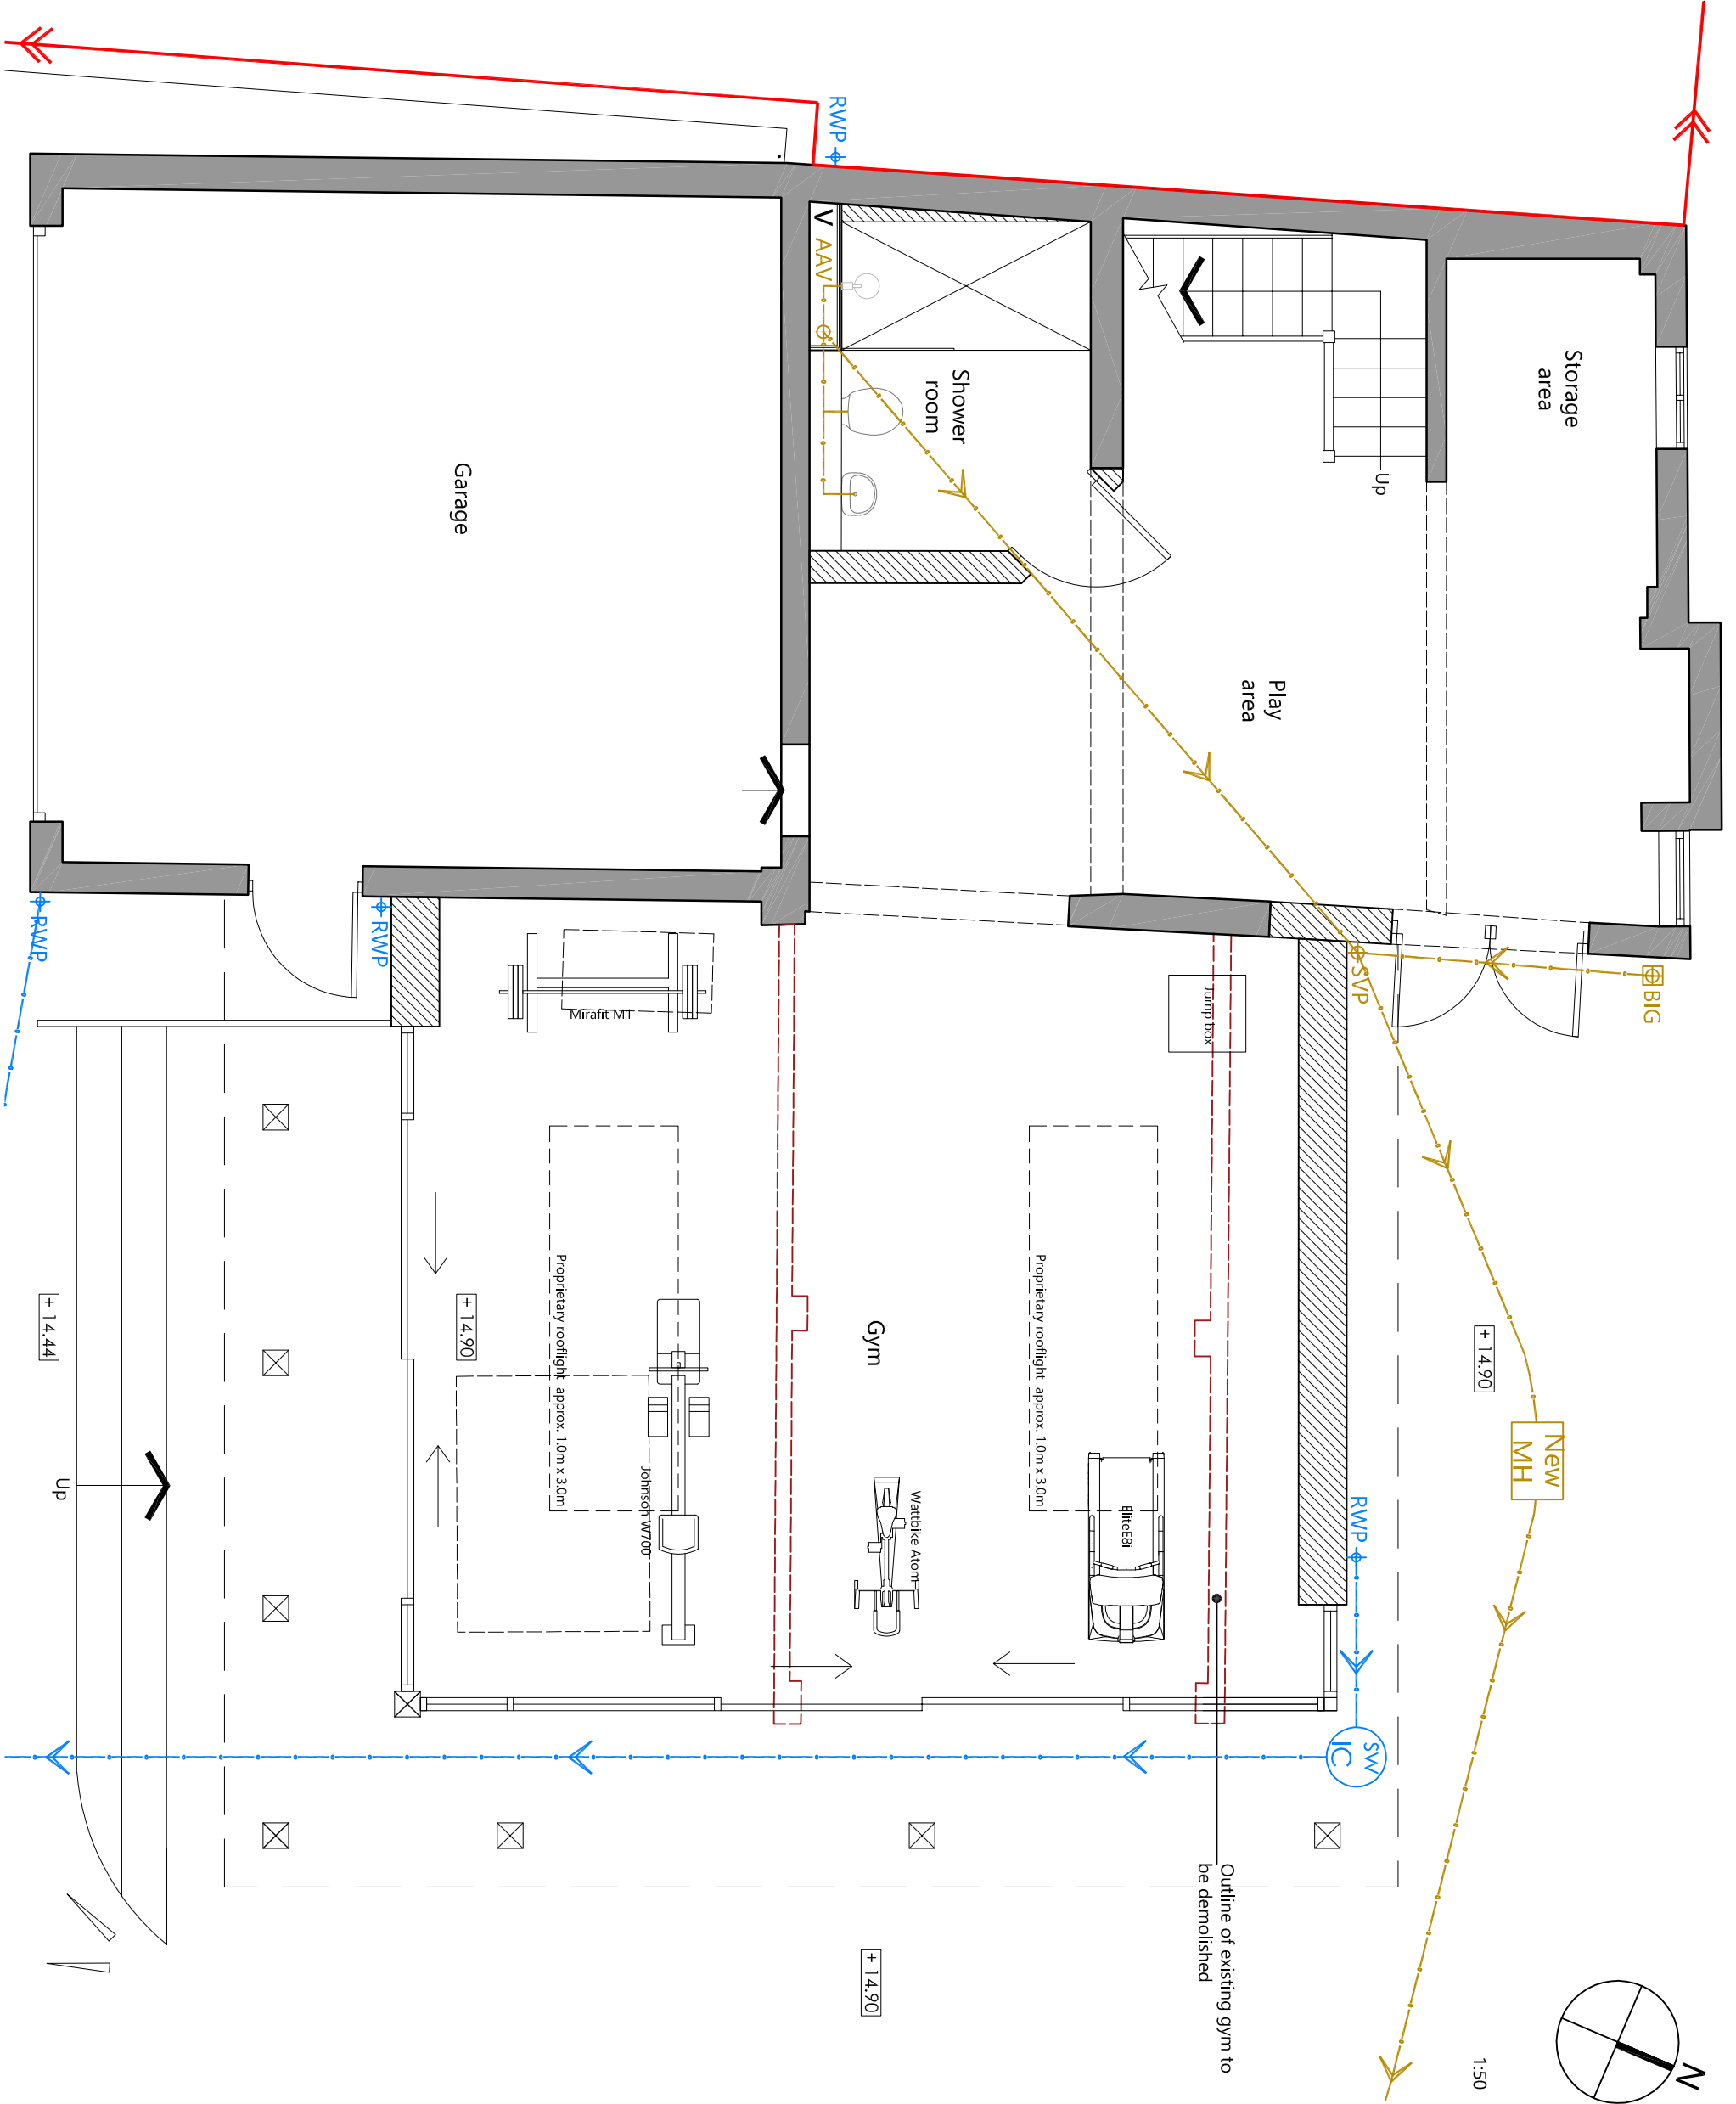 Storage
area
Up
Play
area
Shower
room
V
AAV
RWP
Garage
RWP
RWP
SVP
BIG
Jump box
Mirafit M1
Proprietary rooflight approx. 1.0m x 3.0m
Proprietary rooflight approx. 1.0m x 3.0m
Gym
EliteE8i
Wattbike Atom
Johnson W700
+ 14.90
+ 14.90
+ 14.44
Up
New
MH
RWP
SW
IC
Outline of existing gym to
be demolished
+ 14.90
1:50
N